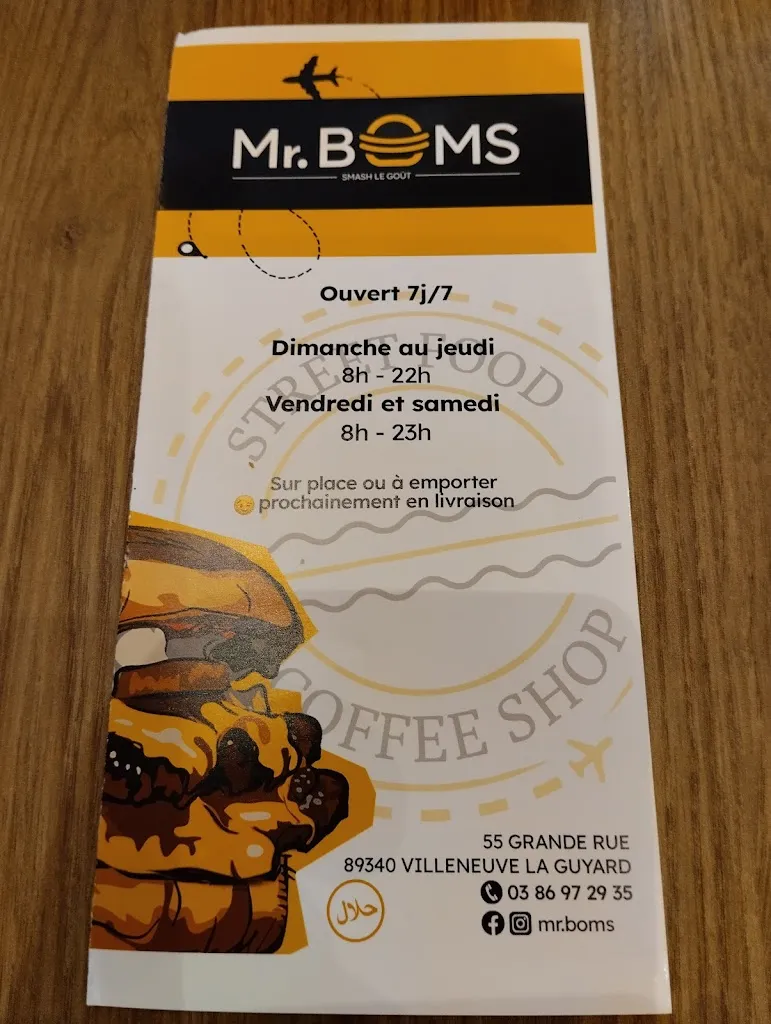 Mr. BOMS
SMASH LE GOÛT
Ouvert 7j/7
STREET FOOD
Dimanche au jeudi
8h - 22h
Vendredi et samedi
8h - 23h
Sur place ou à emporter
prochainement en livraison
COFFEE SHOP
55 GRANDE RUE
89340 VILLENEUVE LA GUYARD
03 86 97 29 35
حلال
mr.boms